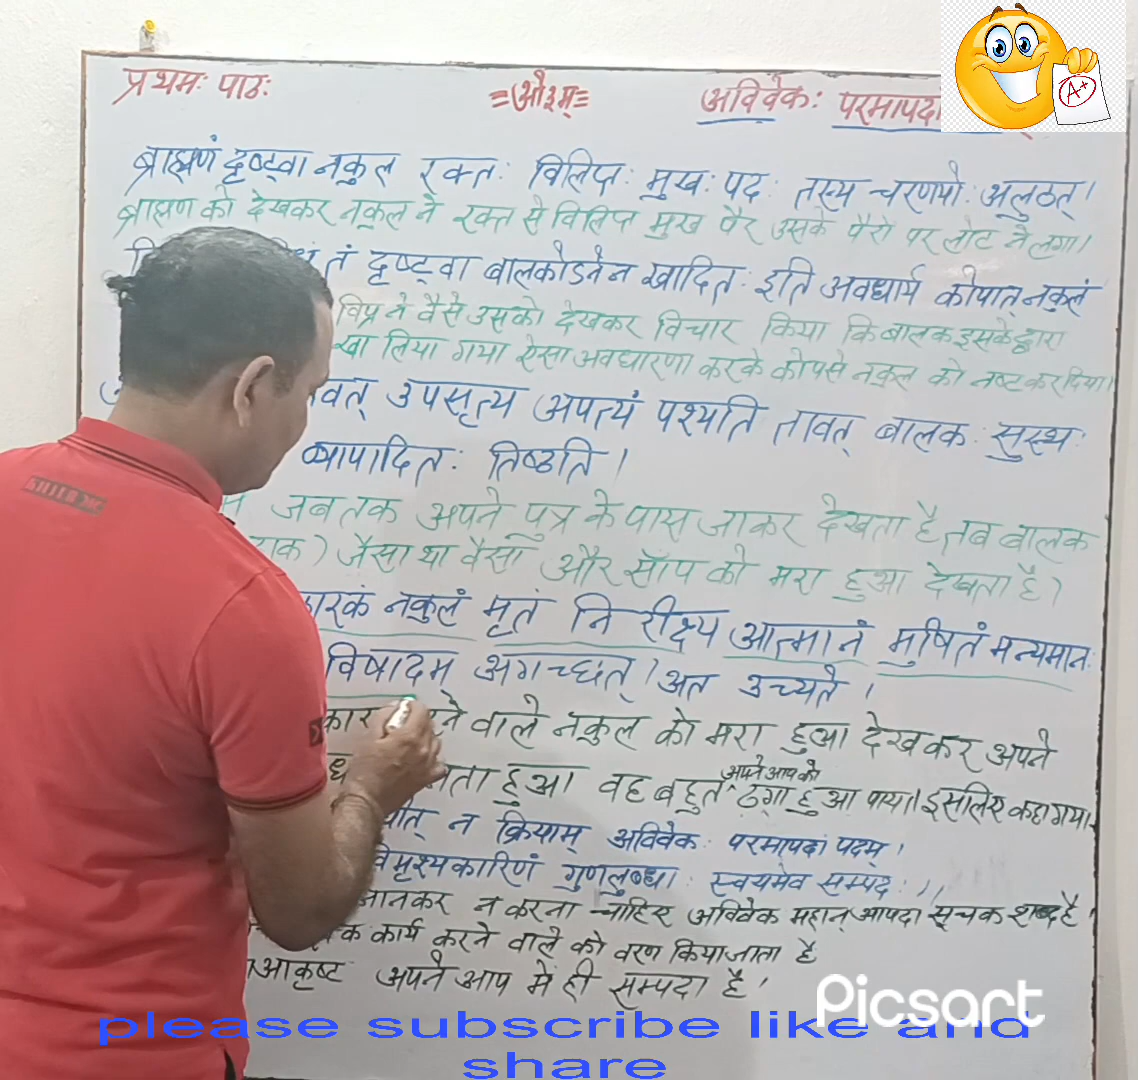 प्रथमः पाठः =ओ३म्= अविवेकः परमापदा
A+
ब्राह्मणं दृष्ट्वा नकुल रक्तः विलिप्तः मुखः पदः तस्य चरणयोः अलुठत्।
ब्राह्मण को देखकर नकुल ने रक्त से विलिप्त मुख पैर उसके पैरो पर लोट ने लगा।
तं दृष्ट्वा बालकोऽनेन खादितः इति अवधार्य कोपात् नकुलं
विप्र ने वैसे उसको देखकर विचार किया कि बालक इसके द्वारा
खा लिया गया ऐसा अवधारणा करके कोपसे नकुल को नष्ट कर दिया।
वत् उपसृत्य अपत्यं पश्यति तावत् बालकः सुस्थः
व्यापादितः तिष्ठति।
जब तक अपने पुत्र के पास जाकर देखता है तब बालक
ठाक) जैसा था वैसा और साँप को मरा हुआ देखता है)
कारकं नकुलं मृतं निरीक्ष्य आत्मानं मुषितं मन्यमानः
विषादम् अगच्छत्। अत उच्यते।
कार रने वाले नकुल को मरा हुआ देखकर अपने
ता हुआ वह बहुत ^अपने आप को ठगा हुआ पाया। इसलिए कहा गया-
न क्रियाम् अविवेकः परमापदां पदम्।
विमृश्यकारिणं गुणलुब्धाः स्वयमेव सम्पदः।।
जानकर न करना चाहिए अविवेक महान् आपदा सूचक शब्द है।
क कार्य करने वाले को वरण किया जाता है
आकृष्ट अपने आप में ही सम्पदा है।
Picsart
please subscribe like and
share